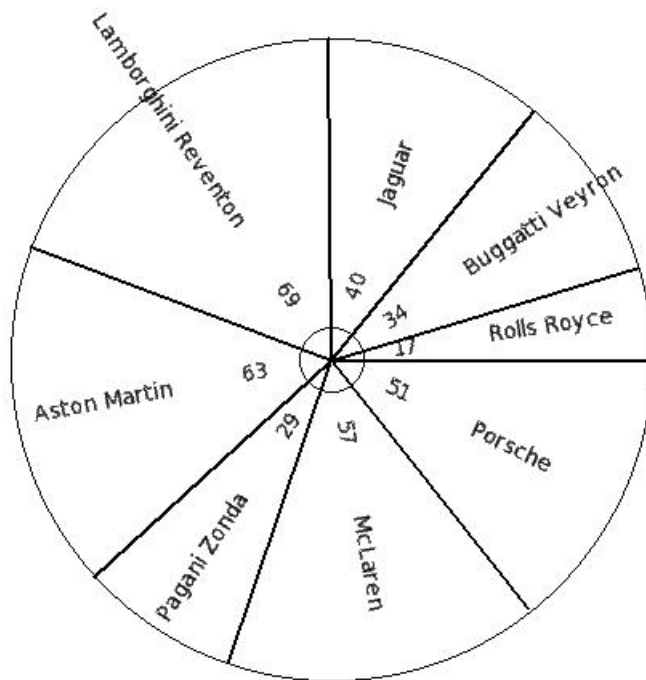 Lamborghini Reventon
69
Jaguar
40
Buggatti Veyron
34
Rolls Royce
17
Porsche
51
McLaren
57
Pagani Zonda
29
Aston Martin
63